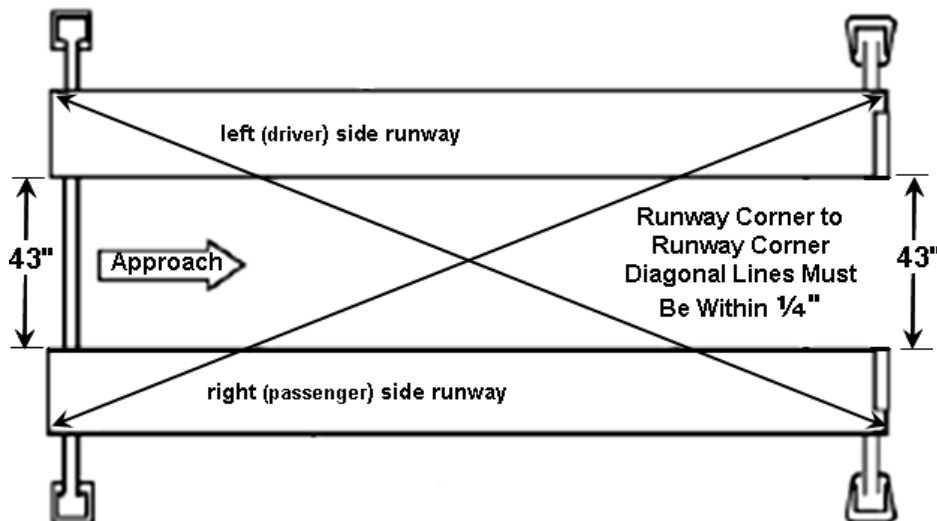 left (driver) side runway
43"
Approach
Runway Corner to
Runway Corner
Diagonal Lines Must
Be Within ¼"
43"
right (passenger) side runway